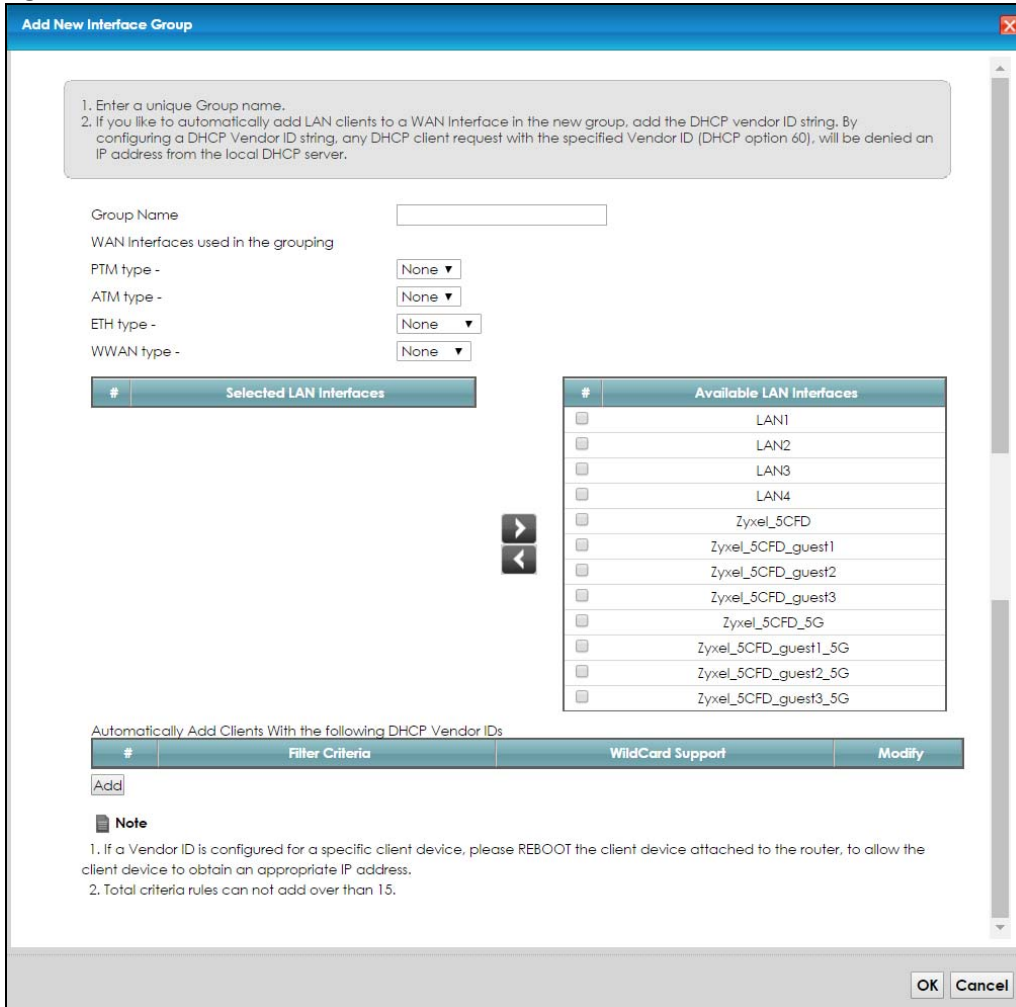 Add New Interface Group
1. Enter a unique Group name.
2. If you like to automatically add LAN clients to a WAN Interface in the new group, add the DHCP vendor ID string. By
configuring a DHCP Vendor ID string, any DHCP client request with the specified Vendor ID (DHCP option 60), will be denied an
IP address from the local DHCP server.
Group Name
WAN Interfaces used in the grouping
PTM type - None ▼
ATM type - None ▼
ETH type - None ▼
WWAN type - None ▼
# Selected LAN Interfaces
# Available LAN Interfaces
LAN1
LAN2
LAN3
LAN4
Zyxel_5CFD
Zyxel_5CFD_guest1
Zyxel_5CFD_guest2
Zyxel_5CFD_guest3
Zyxel_5CFD_5G
Zyxel_5CFD_guest1_5G
Zyxel_5CFD_guest2_5G
Zyxel_5CFD_guest3_5G
Automatically Add Clients With the following DHCP Vendor IDs
# Filter Criteria WildCard Support Modify
Add
Note
1. If a Vendor ID is configured for a specific client device, please REBOOT the client device attached to the router, to allow the
client device to obtain an appropriate IP address.
2. Total criteria rules can not add over than 15.
OK Cancel